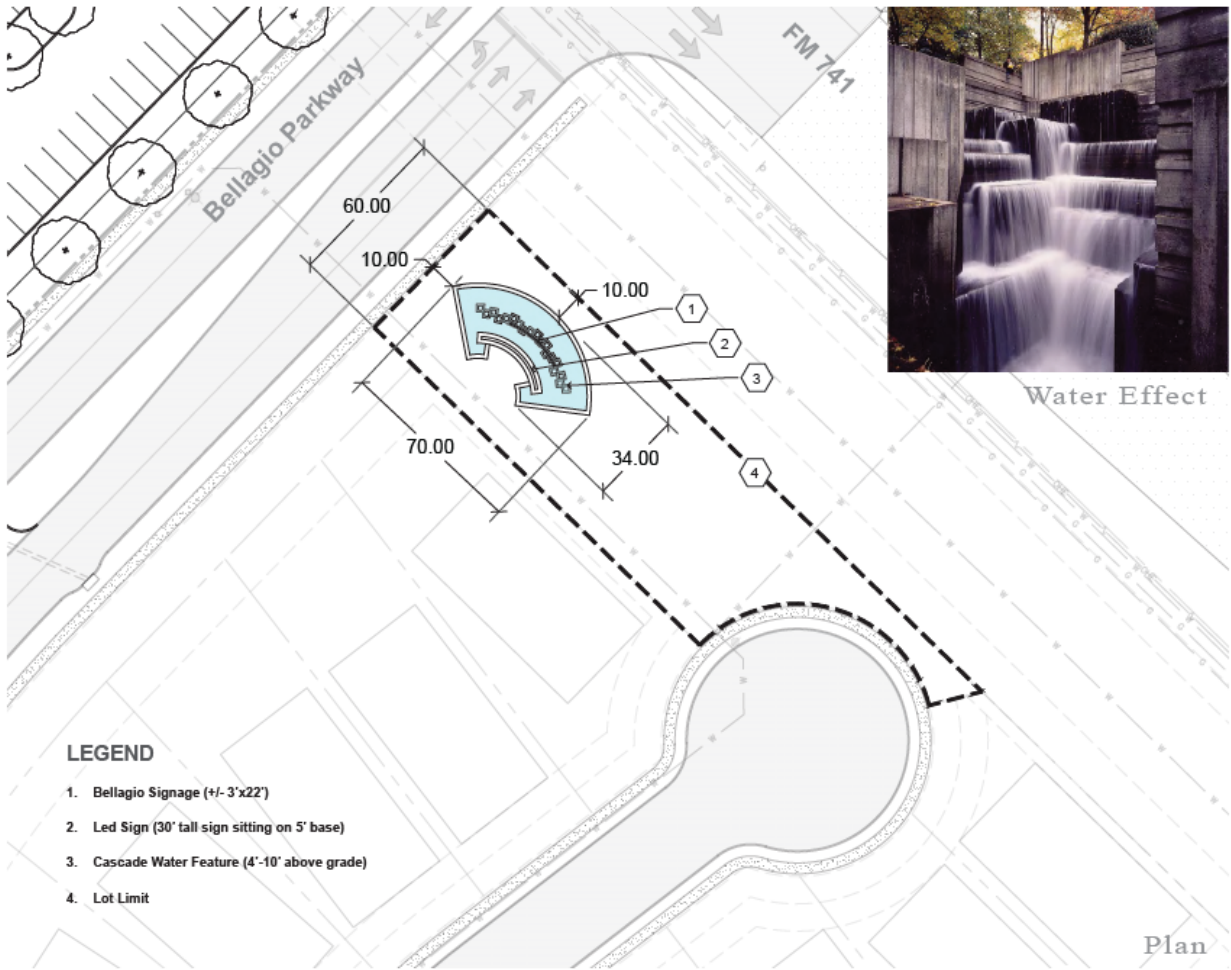 FM 741
Bellagio Parkway
60.00
10.00
10.00
1
2
3
Water Effect
70.00
34.00
4
LEGEND
1. Bellagio Signage (+/- 3'x22')
2. Led Sign (30' tall sign sitting on 5' base)
3. Cascade Water Feature (4'-10' above grade)
4. Lot Limit
Plan